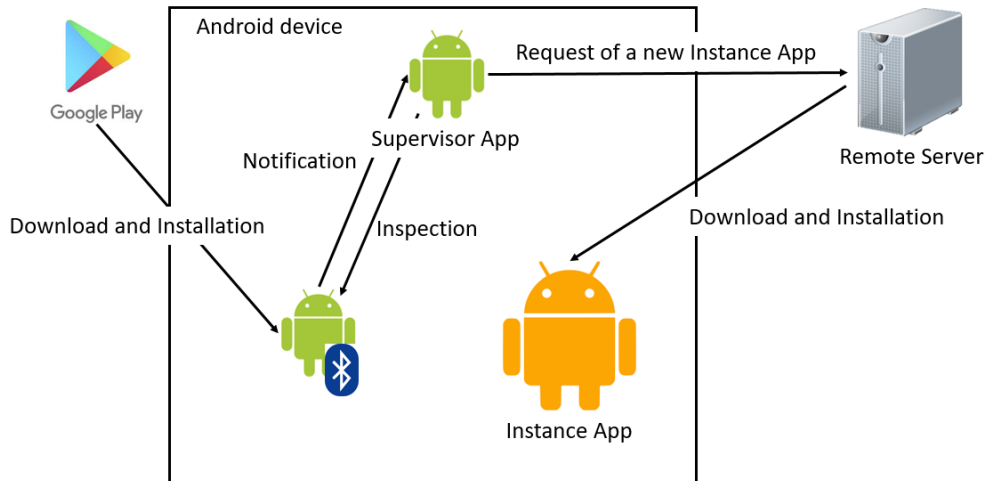 Android device
Request of a new Instance App
Google Play
Supervisor App
Notification
Remote Server
Download and Installation
Inspection
Download and Installation
Instance App